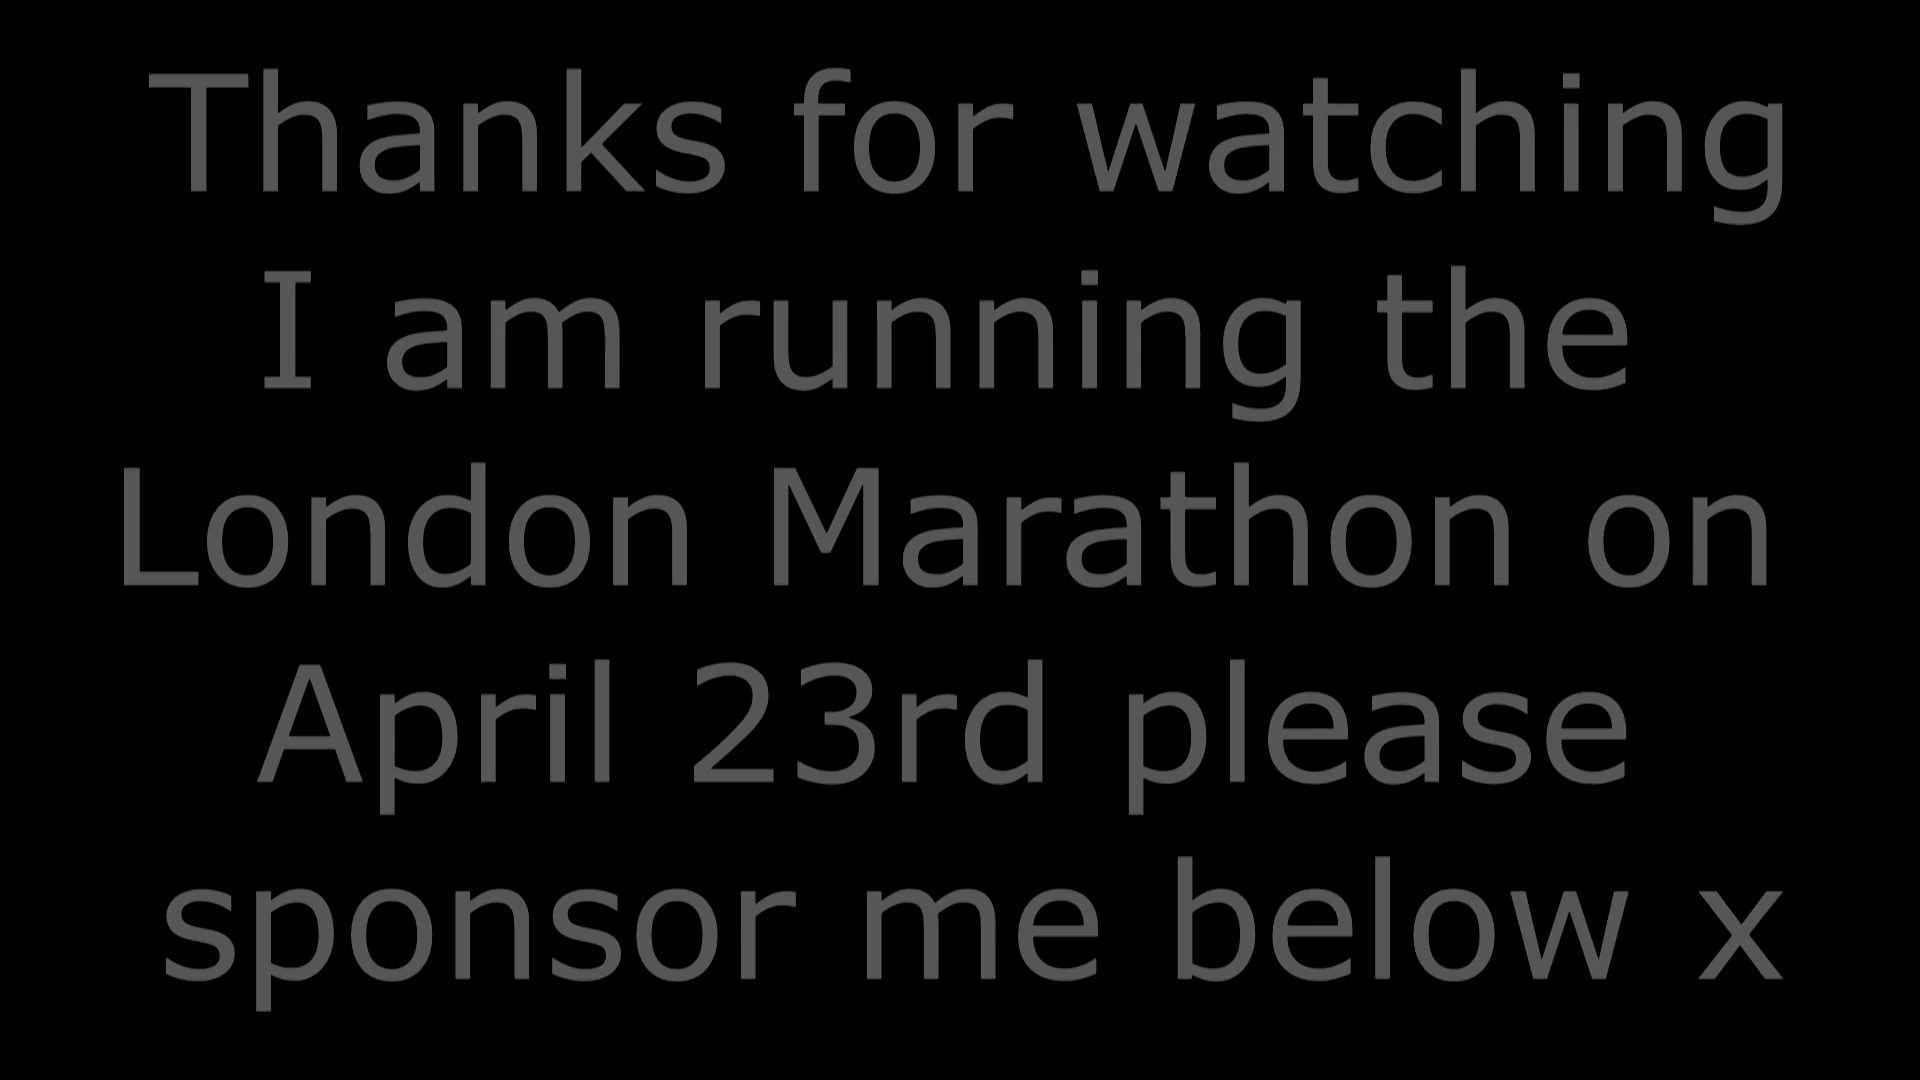 Thanks for watching
I am running the
London Marathon on
April 23rd please
sponsor me below x